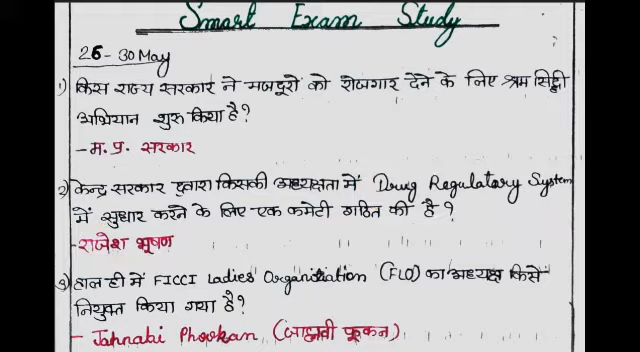 Smart Exam Study
26-30 May
1) किस राज्य सरकार ने मजदूरो को रोजगार देने के लिए श्रम सिद्धी
अभियान शुरु किया है?
- म. प्र. सरकार
2) केन्द्र सरकार द्वारा किसकी अध्यक्षता में Drug Regulatory System
में सुधार करने के लिए एक कमेटी गठित की है?
- राजेश भूषण
3) हाल ही में FICCI Ladies Organisation (FLO) का अध्यक्ष किसे
नियुक्त किया गया है?
- Jahnabi Phookan (जाह्नवी फूकन)